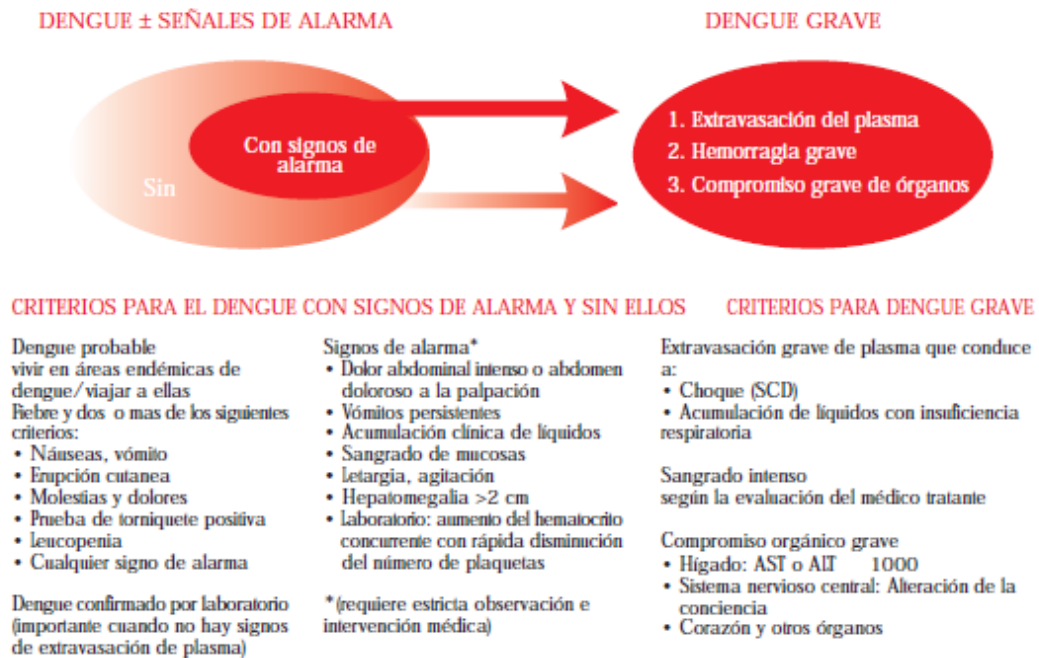 DENGUE ± SEÑALES DE ALARMA
DENGUE GRAVE
Con signos de
alarma
Sin
1. Extravasación del plasma
2. Hemorragia grave
3. Compromiso grave de órganos
CRITERIOS PARA EL DENGUE CON SIGNOS DE ALARMA Y SIN ELLOS
CRITERIOS PARA DENGUE GRAVE
Dengue probable
vivir en áreas endémicas de
dengue/viajar a ellas
Fiebre y dos o mas de los siguientes
criterios:
• Náuseas, vómito
• Erupción cutanea
• Molestias y dolores
• Prueba de torniquete positiva
• Leucopenia
• Cualquier signo de alarma
Dengue confirmado por laboratorio
(importante cuando no hay signos
de extravasación de plasma)
Signos de alarma*
• Dolor abdominal intenso o abdomen
doloroso a la palpación
• Vómitos persistentes
• Acumulación clínica de líquidos
• Sangrado de mucosas
• Letargia, agitación
• Hepatomegalia >2 cm
• Laboratorio: aumento del hematocrito
concurrente con rápida disminución
del número de plaquetas
*(requiere estricta observación e
intervención médica)
Extravasación grave de plasma que conduce
a:
• Choque (SCD)
• Acumulación de líquidos con insuficiencia
respiratoria
Sangrado intenso
según la evaluación del médico tratante
Compromiso orgánico grave
• Hígado: AST o ALT 1000
• Sistema nervioso central: Alteración de la
conciencia
• Corazón y otros órganos